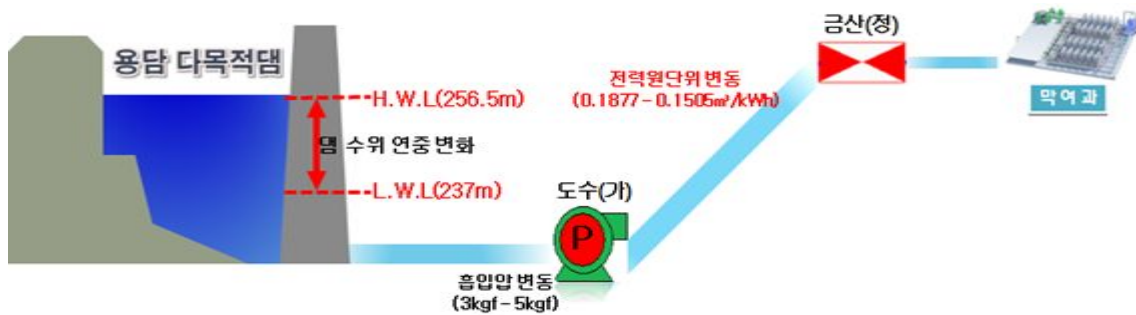 용담 다목적댐
H.W.L(256.5m)
댐 수위 연중 변화
L.W.L(237m)
전력원단위 변동
(0.1877 - 0.1505㎥/kWh)
금산(정)
막여과
도수(가)
P
흡입압 변동
(3kgf - 5kgf)